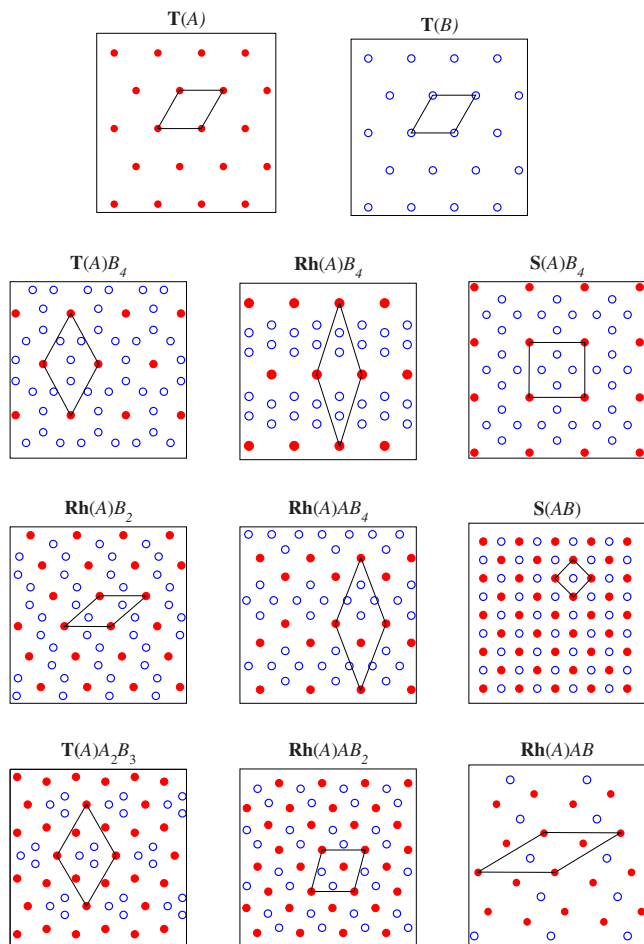 T(A)
T(B)
T(A)B₄
Rh(A)B₄
S(A)B₄
Rh(A)B₂
Rh(A)AB₄
S(AB)
T(A)A₂B₃
Rh(A)AB₂
Rh(A)AB